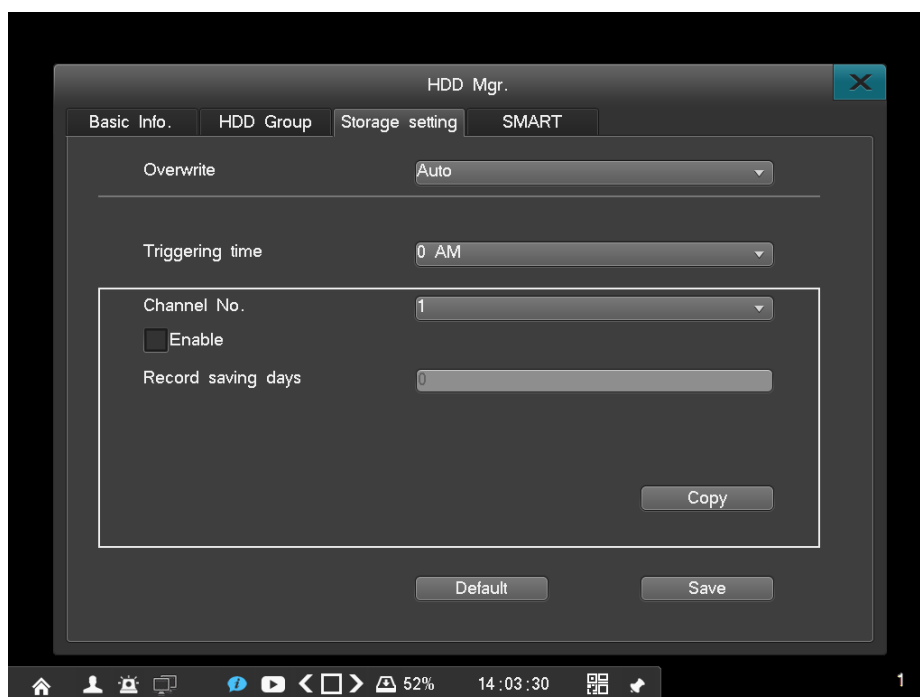 HDD Mgr.
Basic Info. HDD Group Storage setting SMART
Overwrite Auto
Triggering time 0 AM
Channel No. 1
Enable
Record saving days 0
Copy
Default Save
52% 14:03:30 1